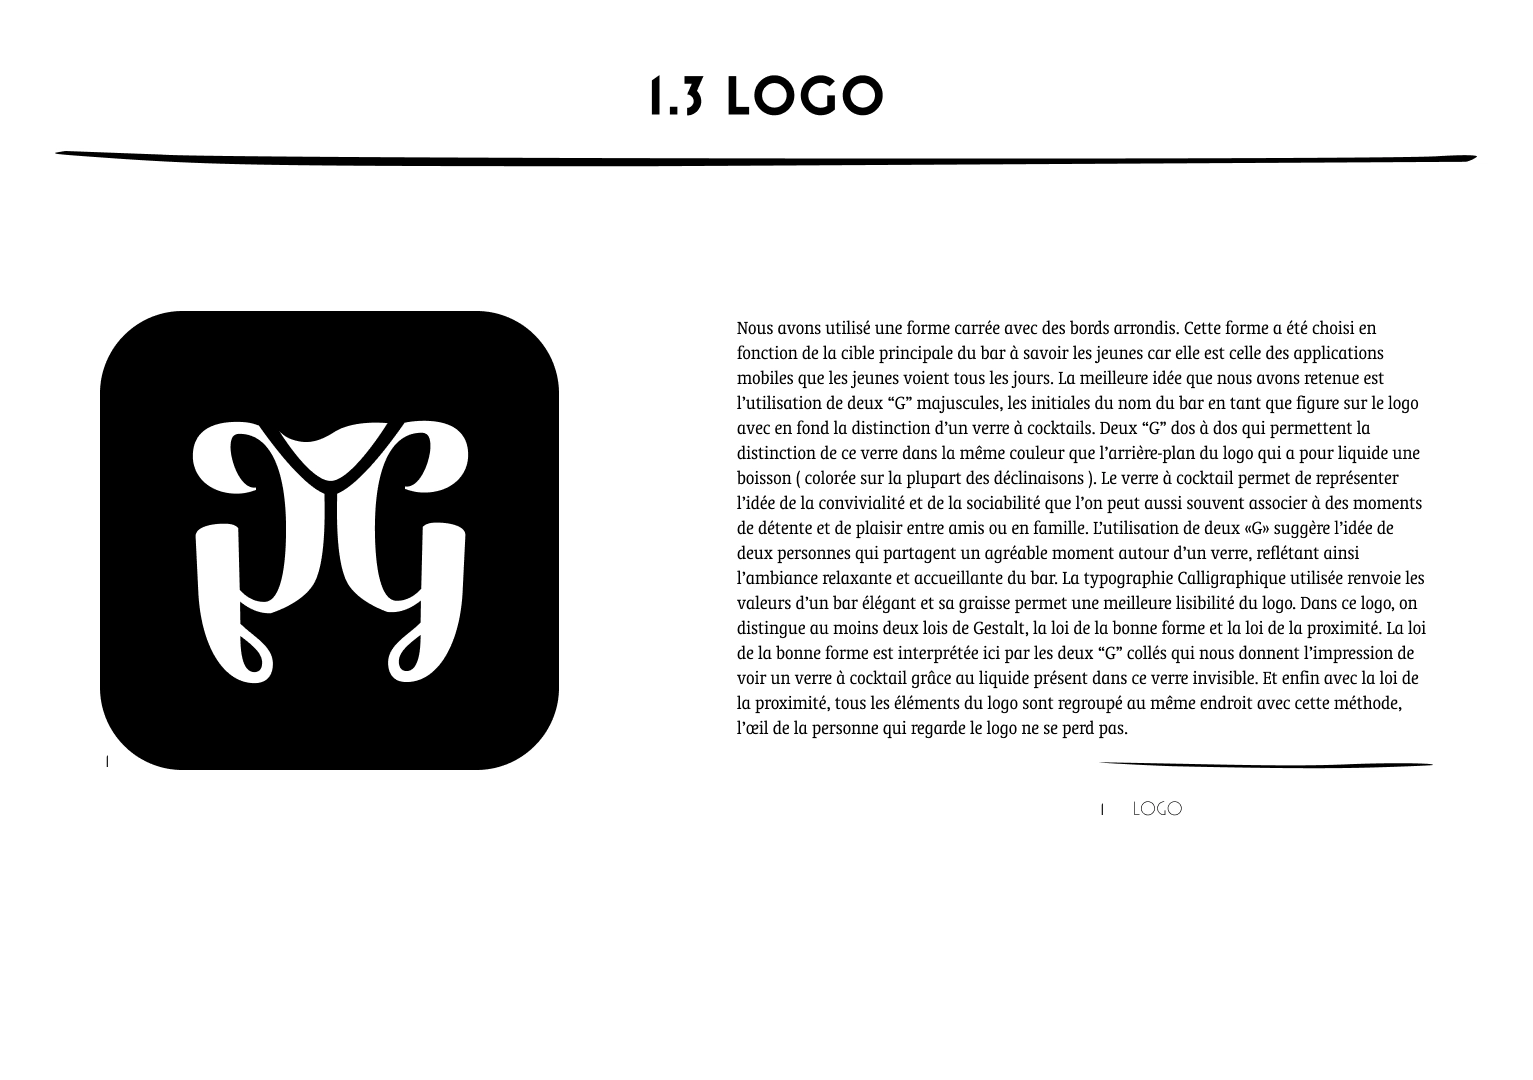 1.3 LOGO
Nous avons utilisé une forme carrée avec des bords arrondis. Cette forme a été choisi en
fonction de la cible principale du bar à savoir les jeunes car elle est celle des applications
mobiles que les jeunes voient tous les jours. La meilleure idée que nous avons retenue est
l’utilisation de deux “G” majuscules, les initiales du nom du bar en tant que figure sur le logo
avec en fond la distinction d’un verre à cocktails. Deux “G” dos à dos qui permettent la
distinction de ce verre dans la même couleur que l’arrière-plan du logo qui a pour liquide une
boisson ( colorée sur la plupart des déclinaisons ). Le verre à cocktail permet de représenter
l’idée de la convivialité et de la sociabilité que l’on peut aussi souvent associer à des moments
de détente et de plaisir entre amis ou en famille. L’utilisation de deux «G» suggère l’idée de
deux personnes qui partagent un agréable moment autour d’un verre, reflétant ainsi
l’ambiance relaxante et accueillante du bar. La typographie Calligraphique utilisée renvoie les
valeurs d’un bar élégant et sa graisse permet une meilleure lisibilité du logo. Dans ce logo, on
distingue au moins deux lois de Gestalt, la loi de la bonne forme et la loi de la proximité. La loi
de la bonne forme est interprétée ici par les deux “G” collés qui nous donnent l’impression de
voir un verre à cocktail grâce au liquide présent dans ce verre invisible. Et enfin avec la loi de
la proximité, tous les éléments du logo sont regroupé au même endroit avec cette méthode,
l’œil de la personne qui regarde le logo ne se perd pas.
1
1 LOGO